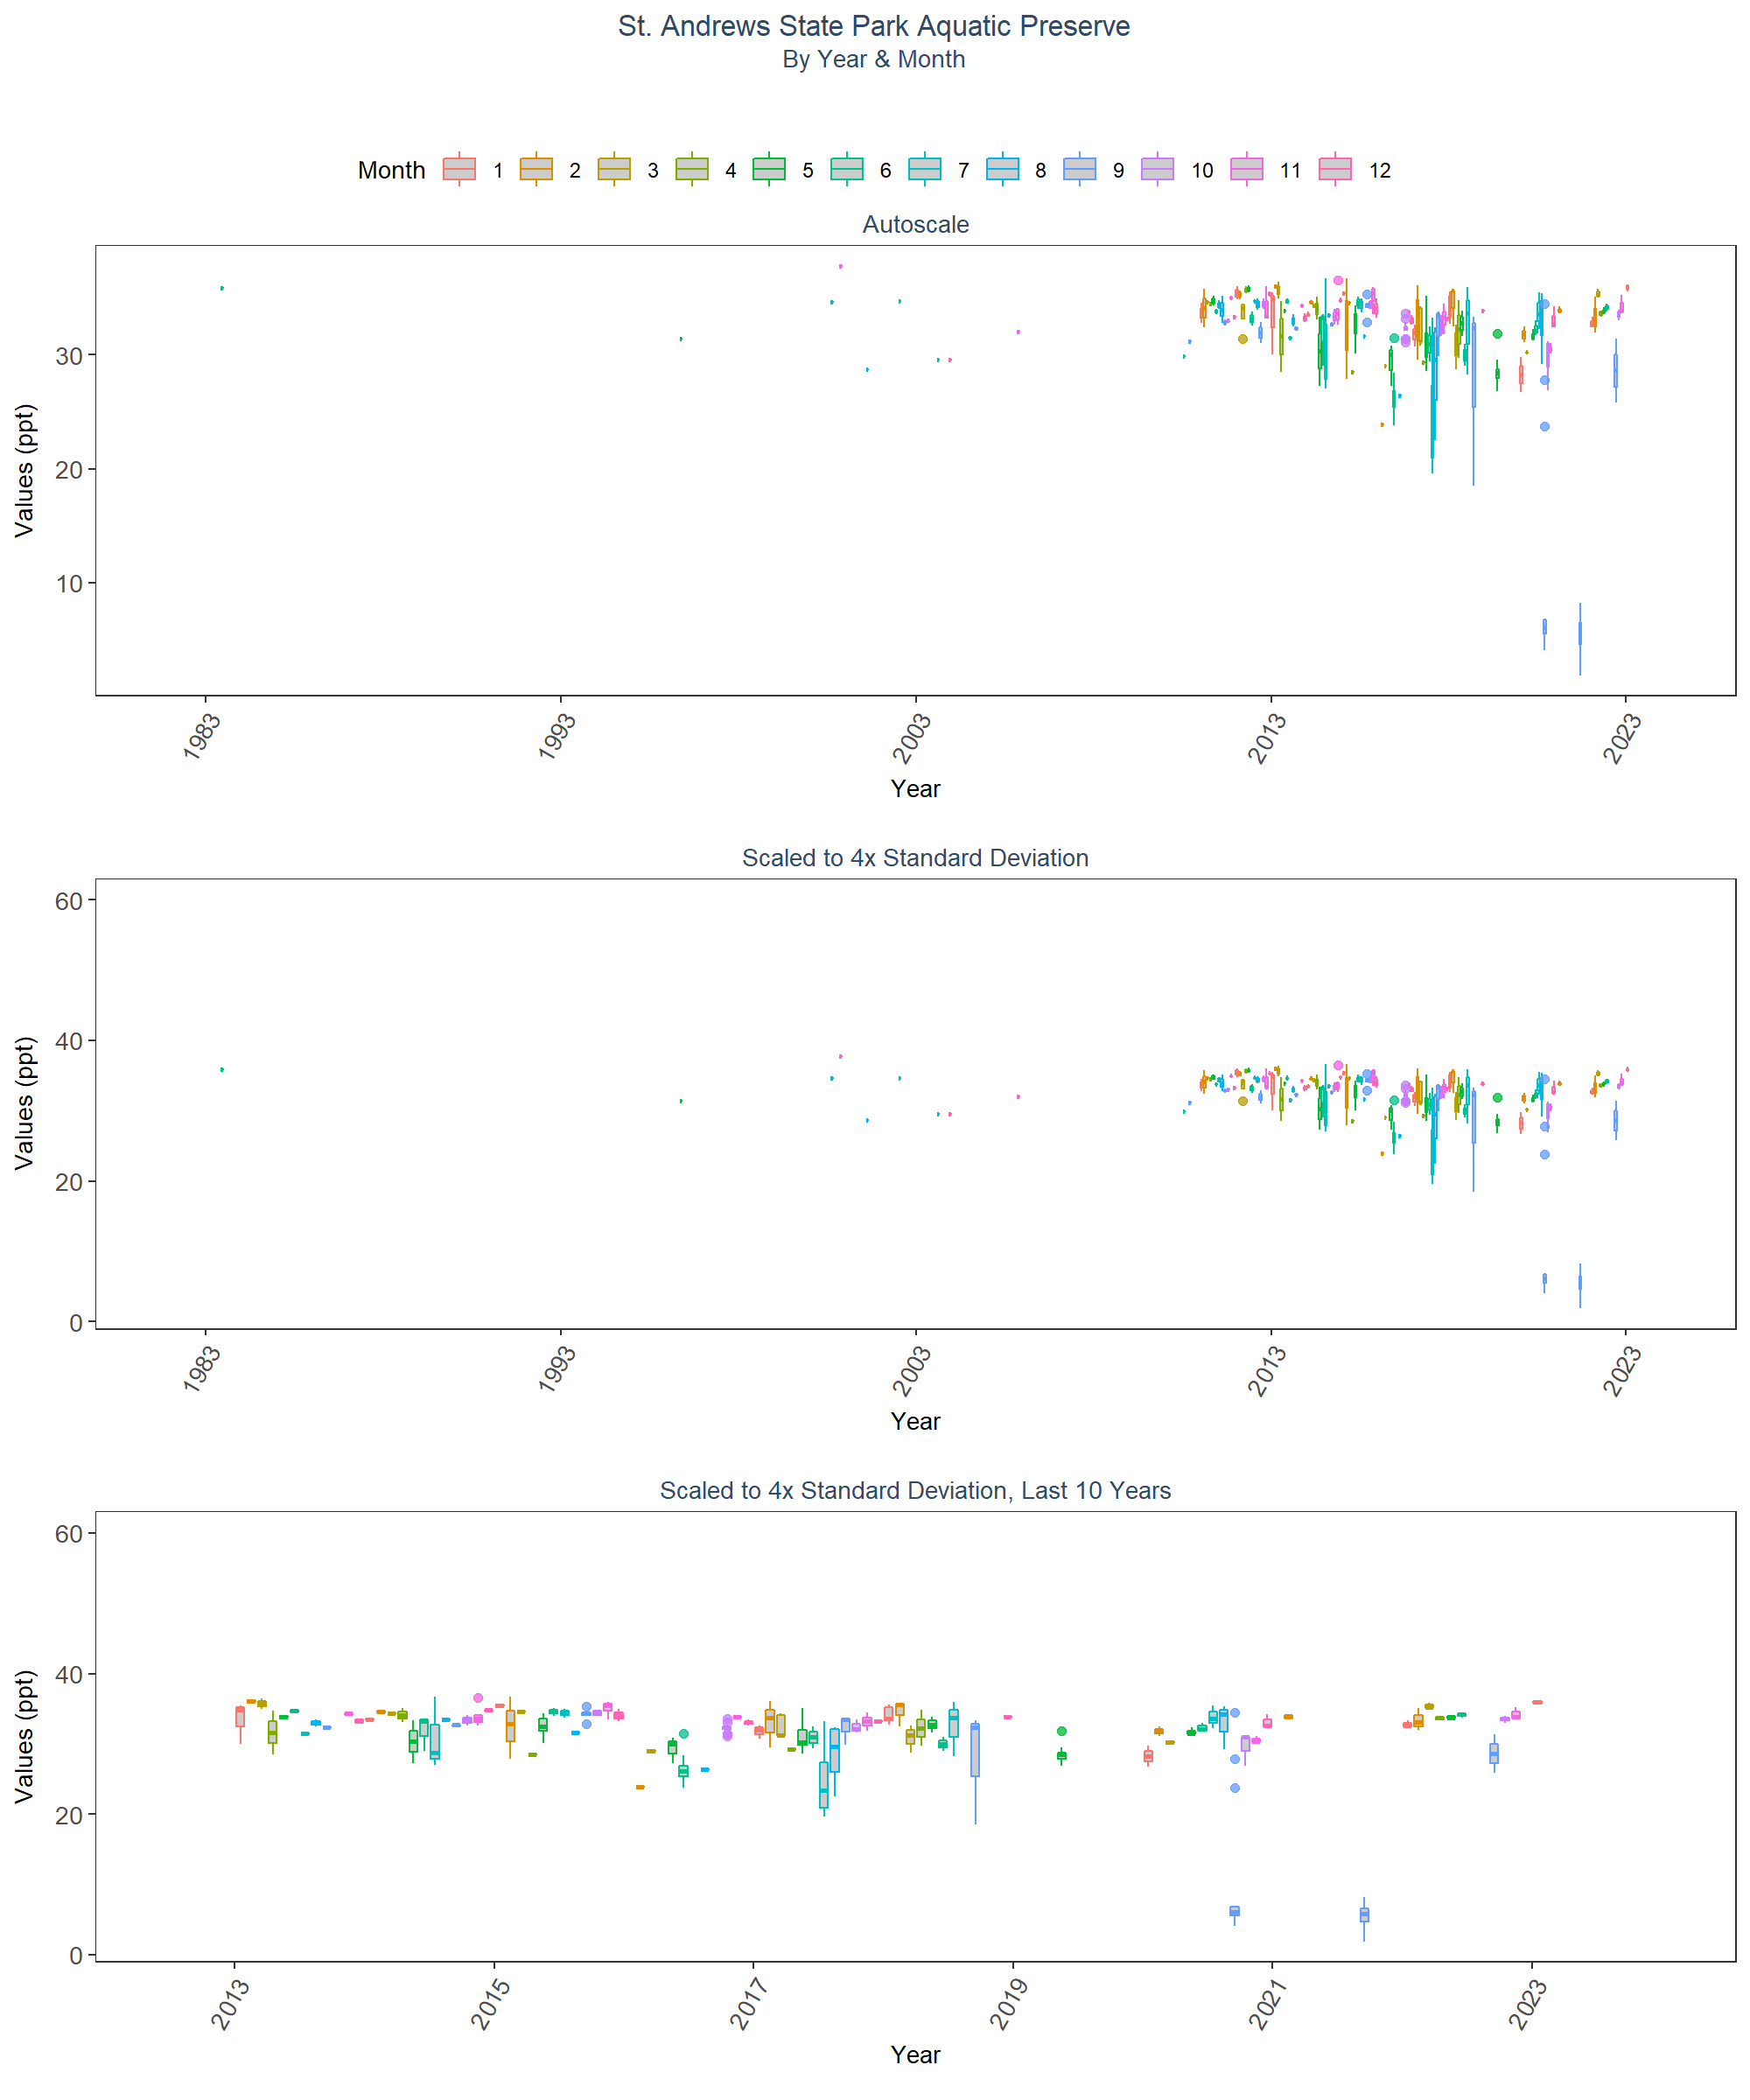 St. Andrews State Park Aquatic Preserve
By Year & Month
Month 1 2 3 4 5 6 7 8 9 10 11 12
Autoscale
Values (ppt)
30
20
10
1983 1993 2003 2013 2023
Year
Scaled to 4x Standard Deviation
Values (ppt)
60
40
20
0
1983 1993 2003 2013 2023
Year
Scaled to 4x Standard Deviation, Last 10 Years
Values (ppt)
60
40
20
0
2013 2015 2017 2019 2021 2023
Year